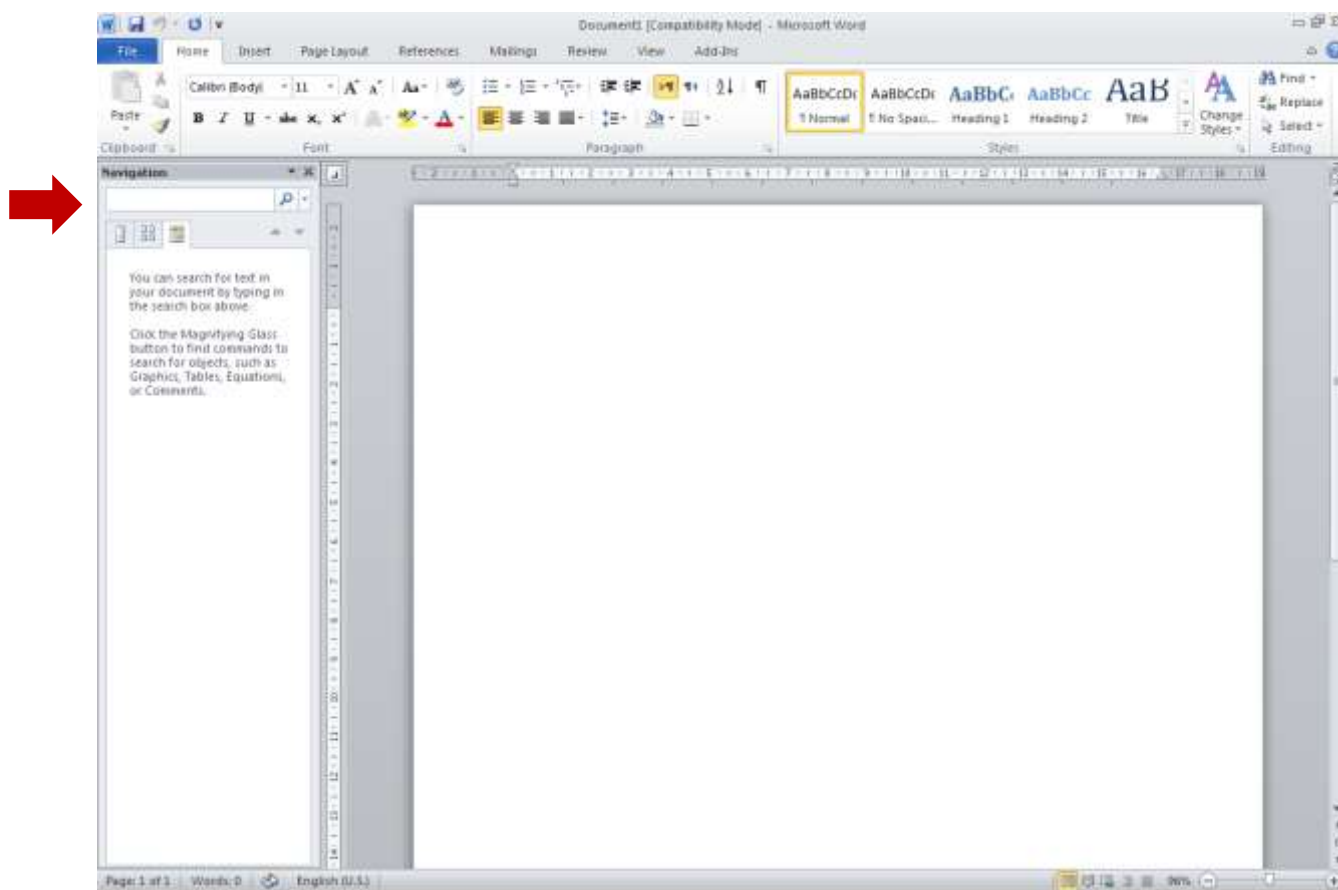 Document1 [Compatibility Mode] - Microsoft Word
File Home Insert Page Layout References Mailings Review View Add-Ins
Calibri (Body) 11 Aa
AaBbCcDc AaBbCcDc AaBbC AaBbCc AaB
Find
Replace
Select
Paste
B I U abc x, x² A
¶ Normal ¶ No Spaci... Heading 1 Heading 2 Title
Change Styles
Clipboard Font Paragraph Styles Editing
Navigation
You can search for text in
your document by typing in
the search box above.
Click the Magnifying Glass
button to find commands to
search for objects, such as
Graphics, Tables, Equations,
or Comments.
Page: 1 of 1 Words: 0 English (U.S.) 96%